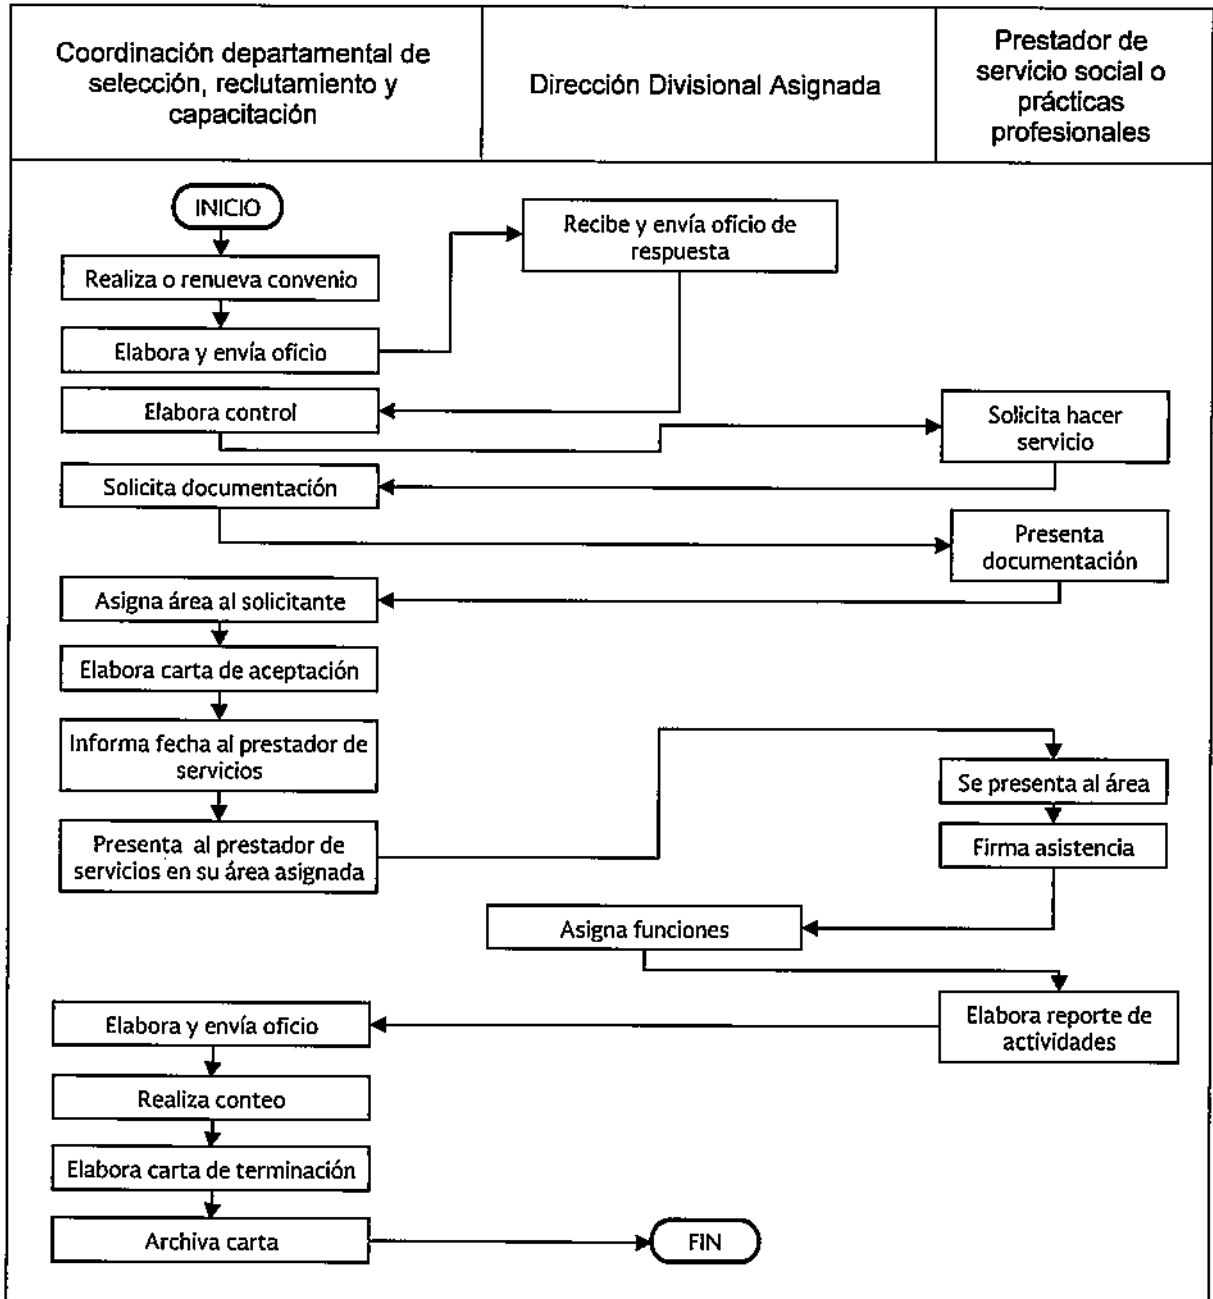 Coordinación departamental de
selección, reclutamiento y
capacitación
Dirección Divisional Asignada
Prestador de
servicio social o
prácticas
profesionales
INICIO
Recibe y envía oficio de
respuesta
Realiza o renueva convenio
Elabora y envía oficio
Elabora control
Solicita hacer
servicio
Solicita documentación
Presenta
documentación
Asigna área al solicitante
Elabora carta de aceptación
Informa fecha al prestador de
servicios
Se presenta al área
Presenta al prestador de
servicios en su área asignada
Firma asistencia
Asigna funciones
Elabora reporte de
actividades
Elabora y envía oficio
Realiza conteo
Elabora carta de terminación
Archiva carta
FIN